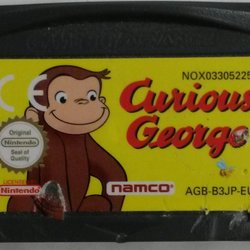 CE
NOX03305225
Curious
George
Original
Nintendo
Seal of
Quality
Nintendo
namco®
AGB-B3JP-EU